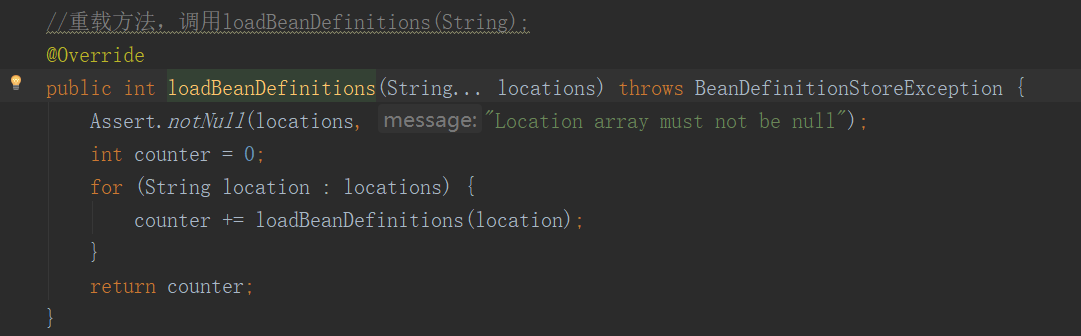 //重载方法，调用loadBeanDefinitions(String);
@Override
public int loadBeanDefinitions(String... locations) throws BeanDefinitionStoreException {
Assert.notNull(locations, message: "Location array must not be null");
int counter = 0;
for (String location : locations) {
counter += loadBeanDefinitions(location);
}
return counter;
}